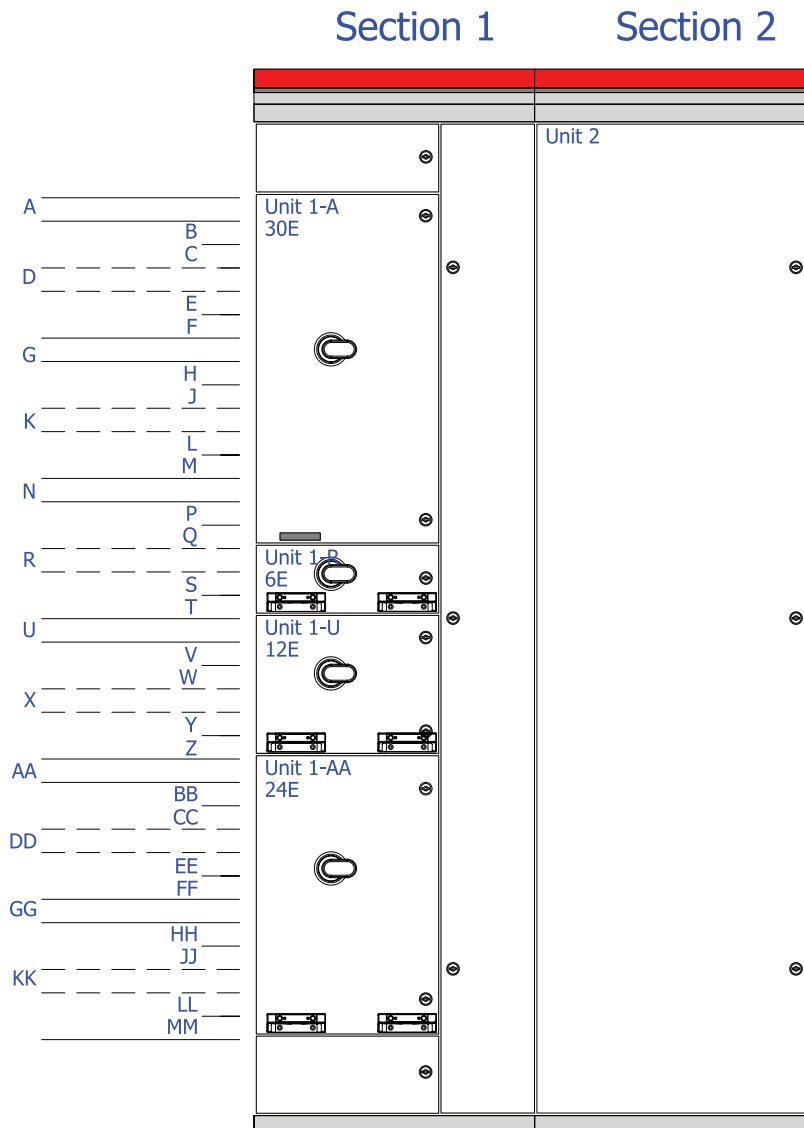 Section 1
Section 2
Unit 2
A
Unit 1-A
30E
B
C
D
E
F
G
H
J
K
L
M
N
P
Q
R
Unit 1-R
6E
S
T
U
Unit 1-U
12E
V
W
X
Y
Z
AA
Unit 1-AA
24E
BB
CC
DD
EE
FF
GG
HH
JJ
KK
LL
MM